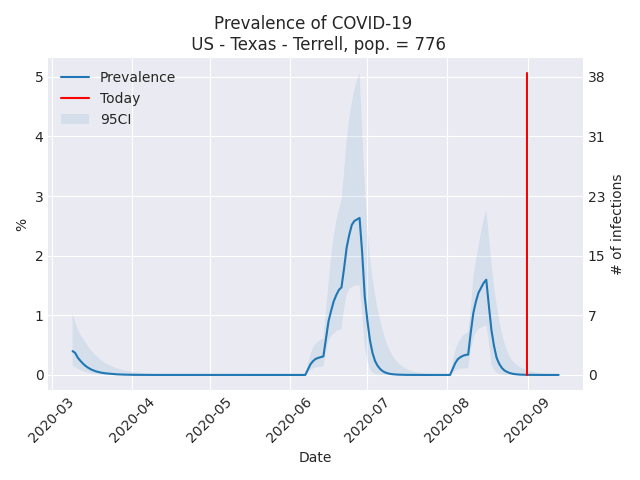 Prevalence of COVID-19
US - Texas - Terrell, pop. = 776
Prevalence
Today
95CI
5
4
3
2
1
0
%
38
31
23
15
7
0
# of infections
2020-03
2020-04
2020-05
2020-06
2020-07
2020-08
2020-09
Date